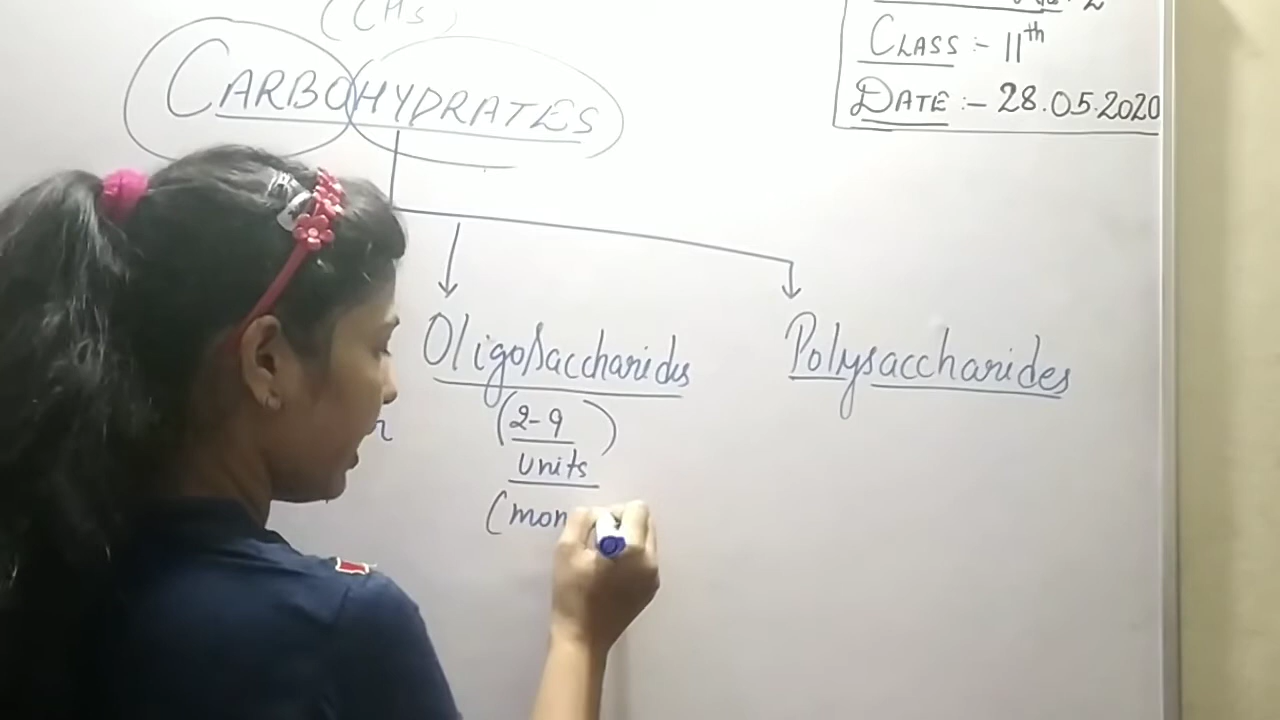 (CHs)
CARBOHYDRATES
CLASS :- 11th
DATE :- 28.05.2020
Oligosaccharides
Polysaccharides
(2-9)
units
(mon